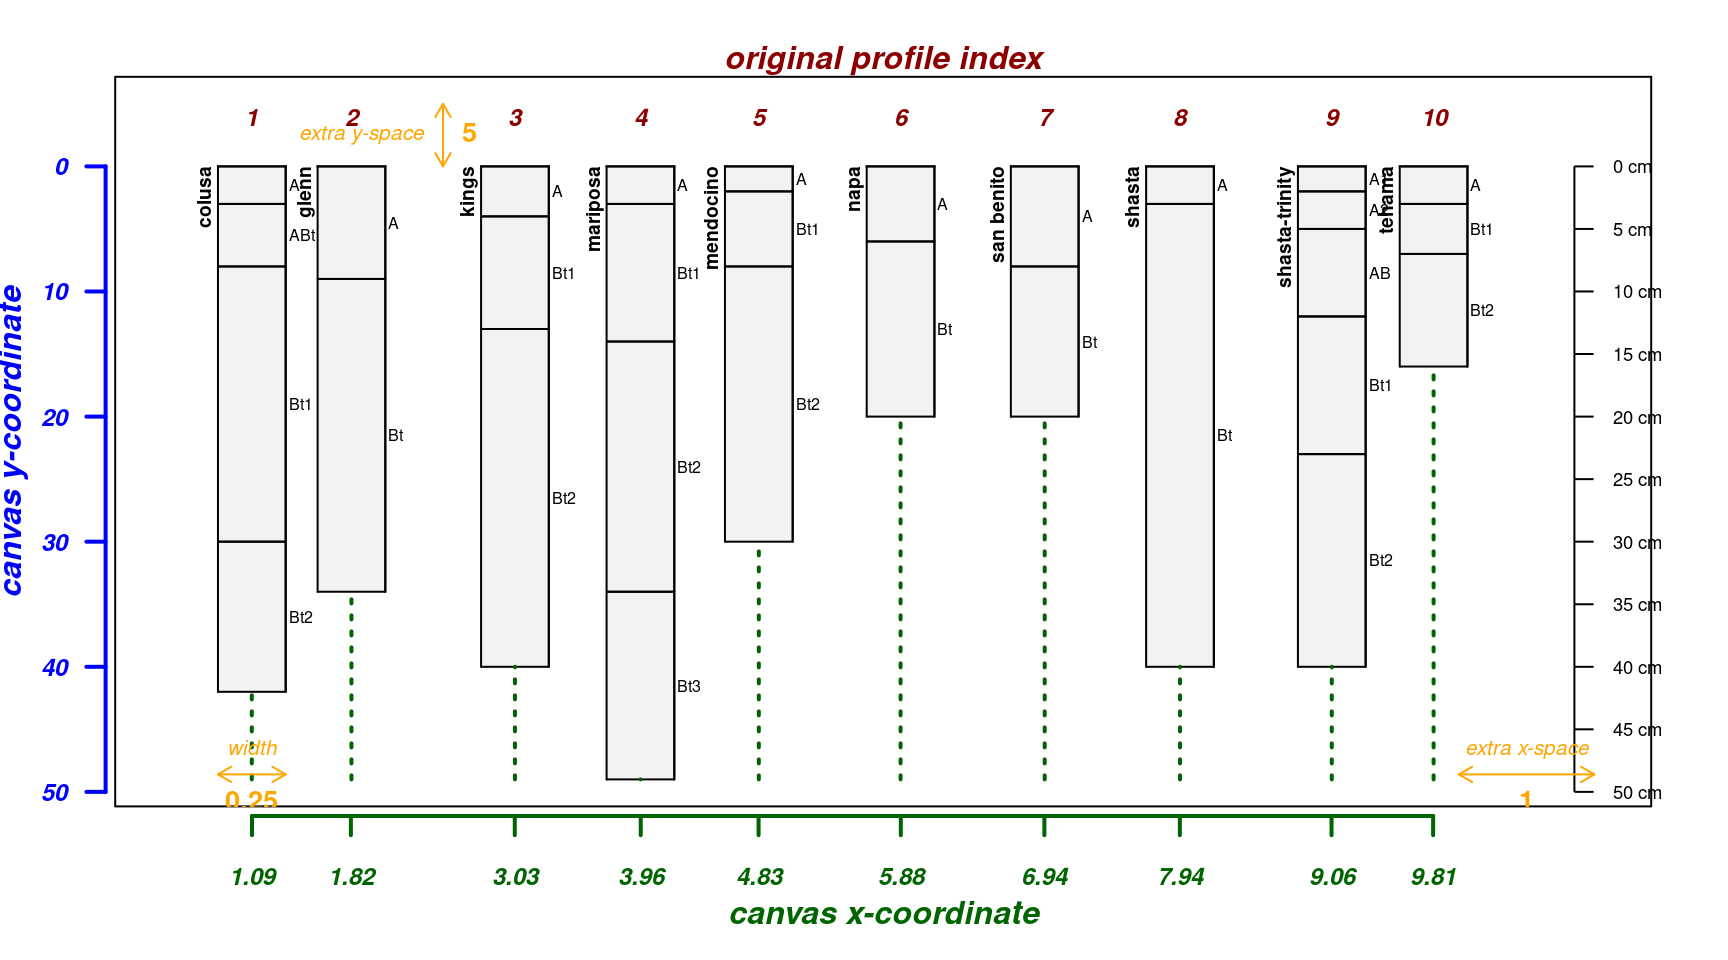 original profile index
1 2 3 4 5 6 7 8 9 10
extra y-space 5
canvas y-coordinate
0
10
20
30
40
50
colusa
A
ABt
Bt1
Bt2
glenn
A
Bt
kings
A
Bt1
Bt2
mariposa
A
Bt1
Bt2
Bt3
mendocino
A
Bt1
Bt2
napa
A
Bt
san benito
A
Bt
shasta
A
Bt
shasta-trinity
AB
Bt1
Bt2
tehama
A
Bt1
Bt2
0 cm
5 cm
10 cm
15 cm
20 cm
25 cm
30 cm
35 cm
40 cm
45 cm
50 cm
width
0.25
extra x-space
1
1.09 1.82 3.03 3.96 4.83 5.88 6.94 7.94 9.06 9.81
canvas x-coordinate